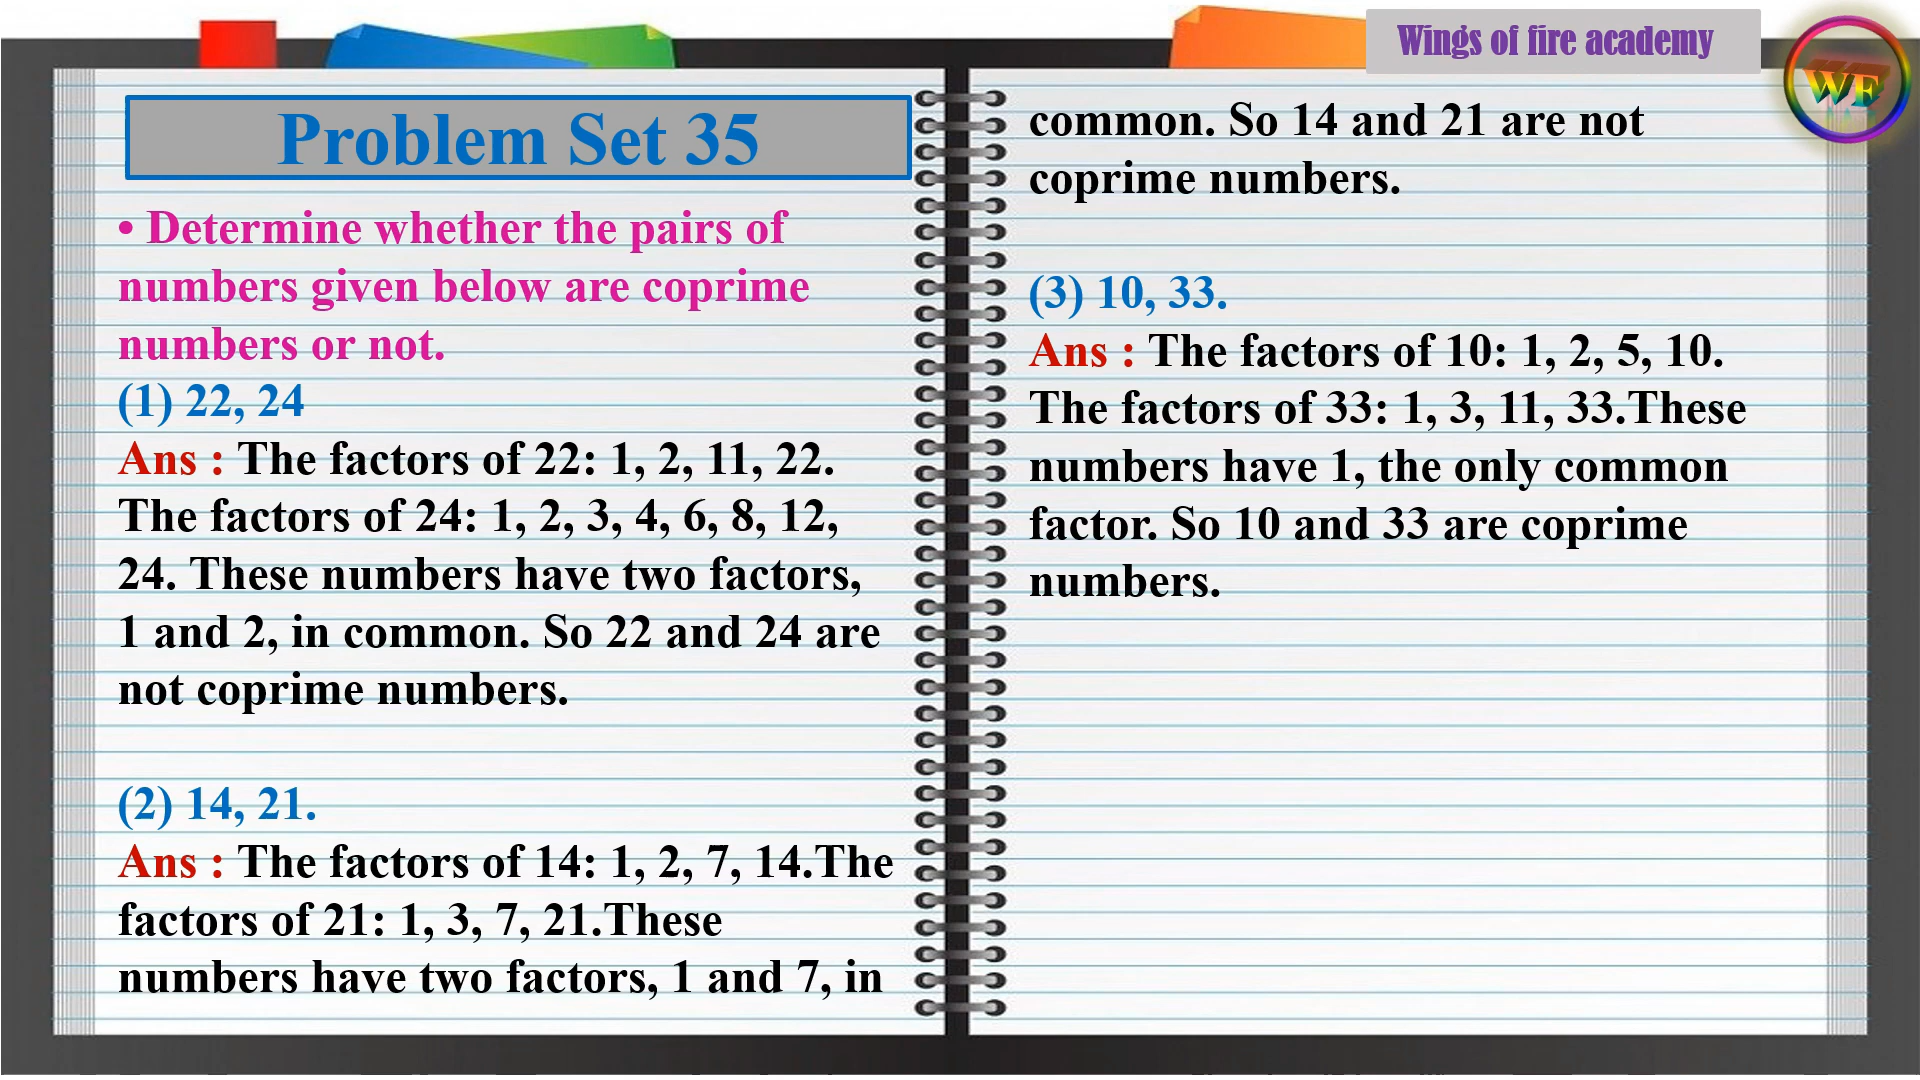 Wings of fire academy
WE
Problem Set 35
• Determine whether the pairs of
numbers given below are coprime
numbers or not.
(1) 22, 24
Ans : The factors of 22: 1, 2, 11, 22.
The factors of 24: 1, 2, 3, 4, 6, 8, 12,
24. These numbers have two factors,
1 and 2, in common. So 22 and 24 are
not coprime numbers.
(2) 14, 21.
Ans : The factors of 14: 1, 2, 7, 14.The
factors of 21: 1, 3, 7, 21.These
numbers have two factors, 1 and 7, in
common. So 14 and 21 are not
coprime numbers.
(3) 10, 33.
Ans : The factors of 10: 1, 2, 5, 10.
The factors of 33: 1, 3, 11, 33.These
numbers have 1, the only common
factor. So 10 and 33 are coprime
numbers.